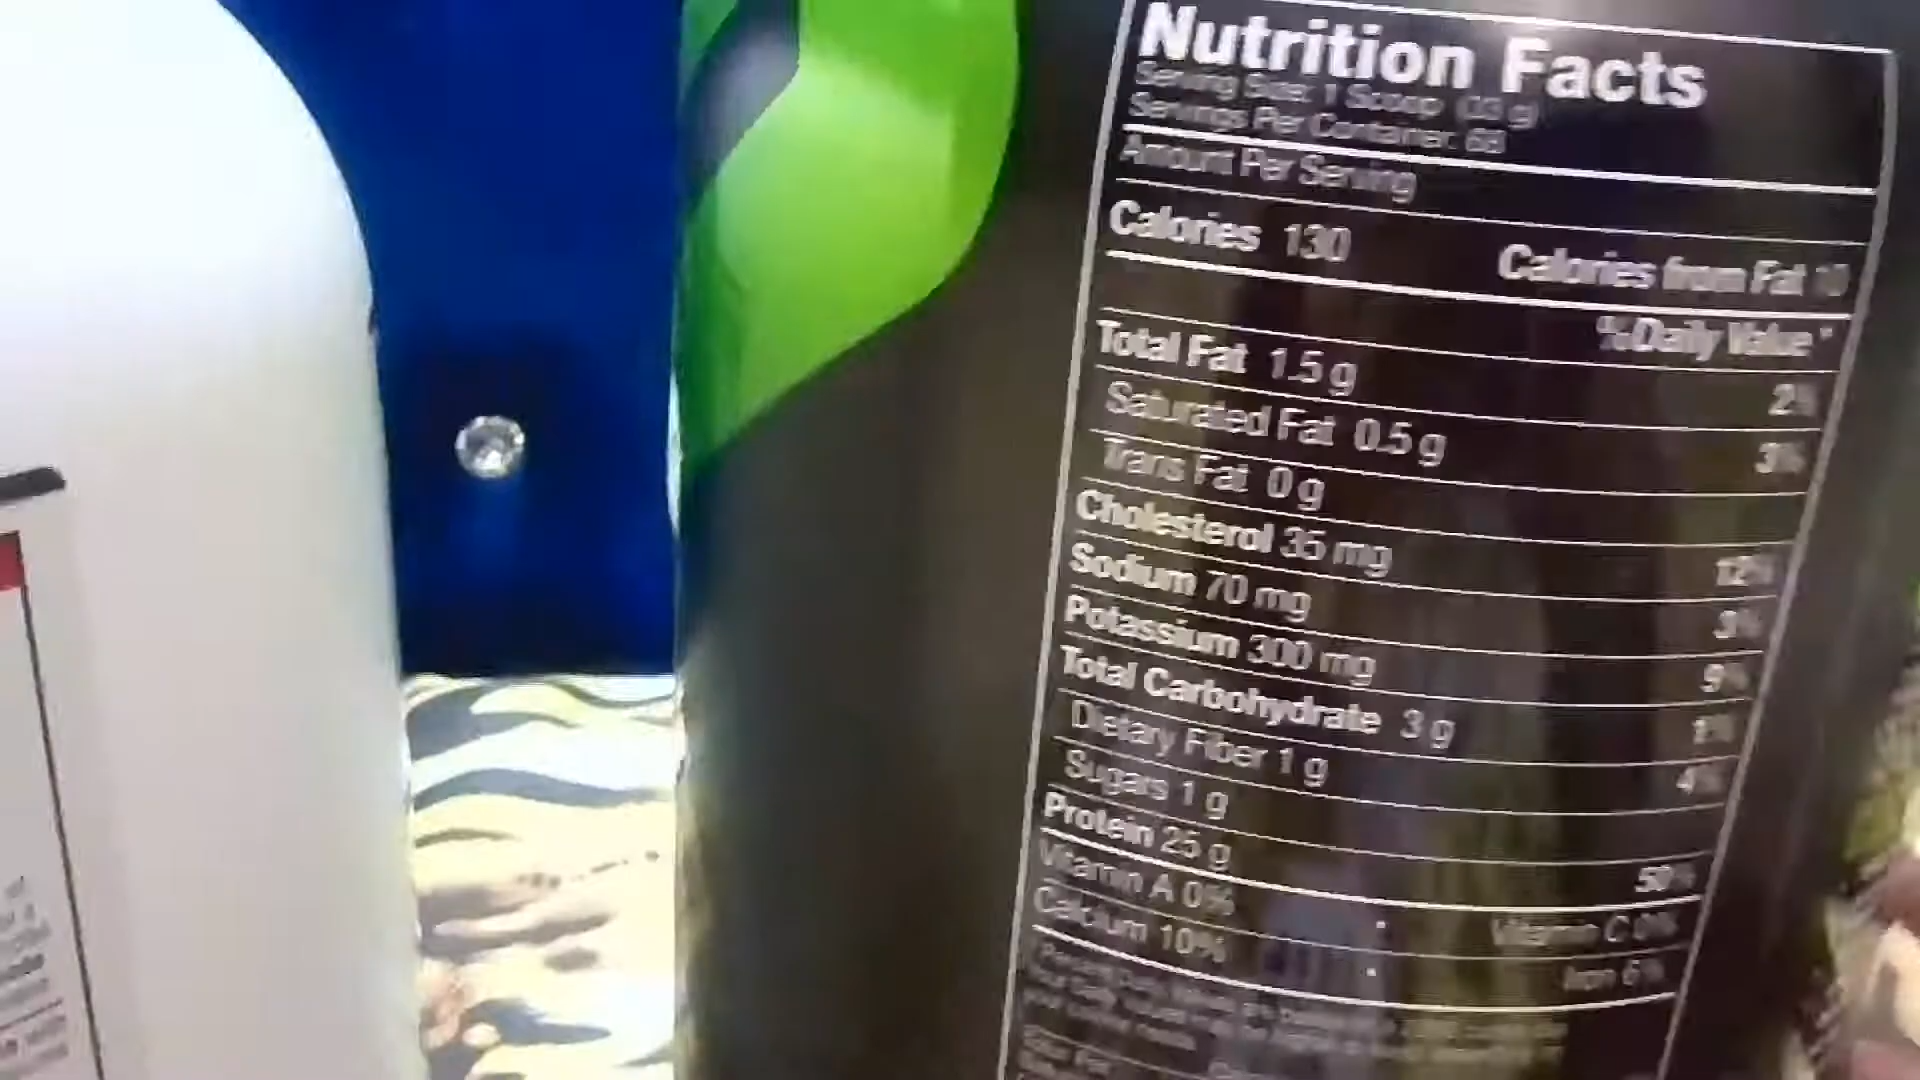 Nutrition Facts
Serving Size: 1 Scoop (33 g)
Servings Per Container: 68
Amount Per Serving
Calories 130 Calories from Fat 10
%Daily Value*
Total Fat 1.5 g 2%
Saturated Fat 0.5 g 3%
Trans Fat 0 g
Cholesterol 35 mg 12%
Sodium 70 mg 3%
Potassium 300 mg 9%
Total Carbohydrate 3 g 1%
Dietary Fiber 1 g 4%
Sugars 1 g
Protein 25 g 50%
Vitamin A 0% • Vitamin C 0%
Calcium 10% • Iron 6%